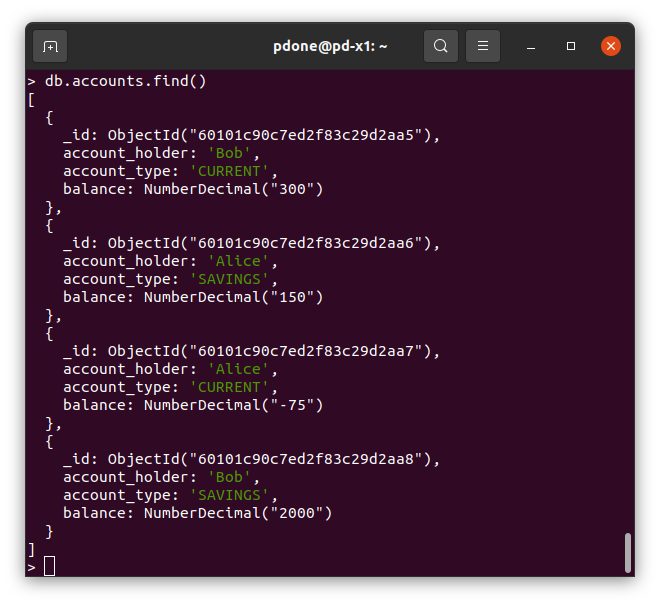 pdone@pd-x1: ~
> db.accounts.find()
[
  {
    _id: ObjectId("60101c90c7ed2f83c29d2aa5"),
    account_holder: 'Bob',
    account_type: 'CURRENT',
    balance: NumberDecimal("300")
  },
  {
    _id: ObjectId("60101c90c7ed2f83c29d2aa6"),
    account_holder: 'Alice',
    account_type: 'SAVINGS',
    balance: NumberDecimal("150")
  },
  {
    _id: ObjectId("60101c90c7ed2f83c29d2aa7"),
    account_holder: 'Alice',
    account_type: 'CURRENT',
    balance: NumberDecimal("-75")
  },
  {
    _id: ObjectId("60101c90c7ed2f83c29d2aa8"),
    account_holder: 'Bob',
    account_type: 'SAVINGS',
    balance: NumberDecimal("2000")
  }
]
>